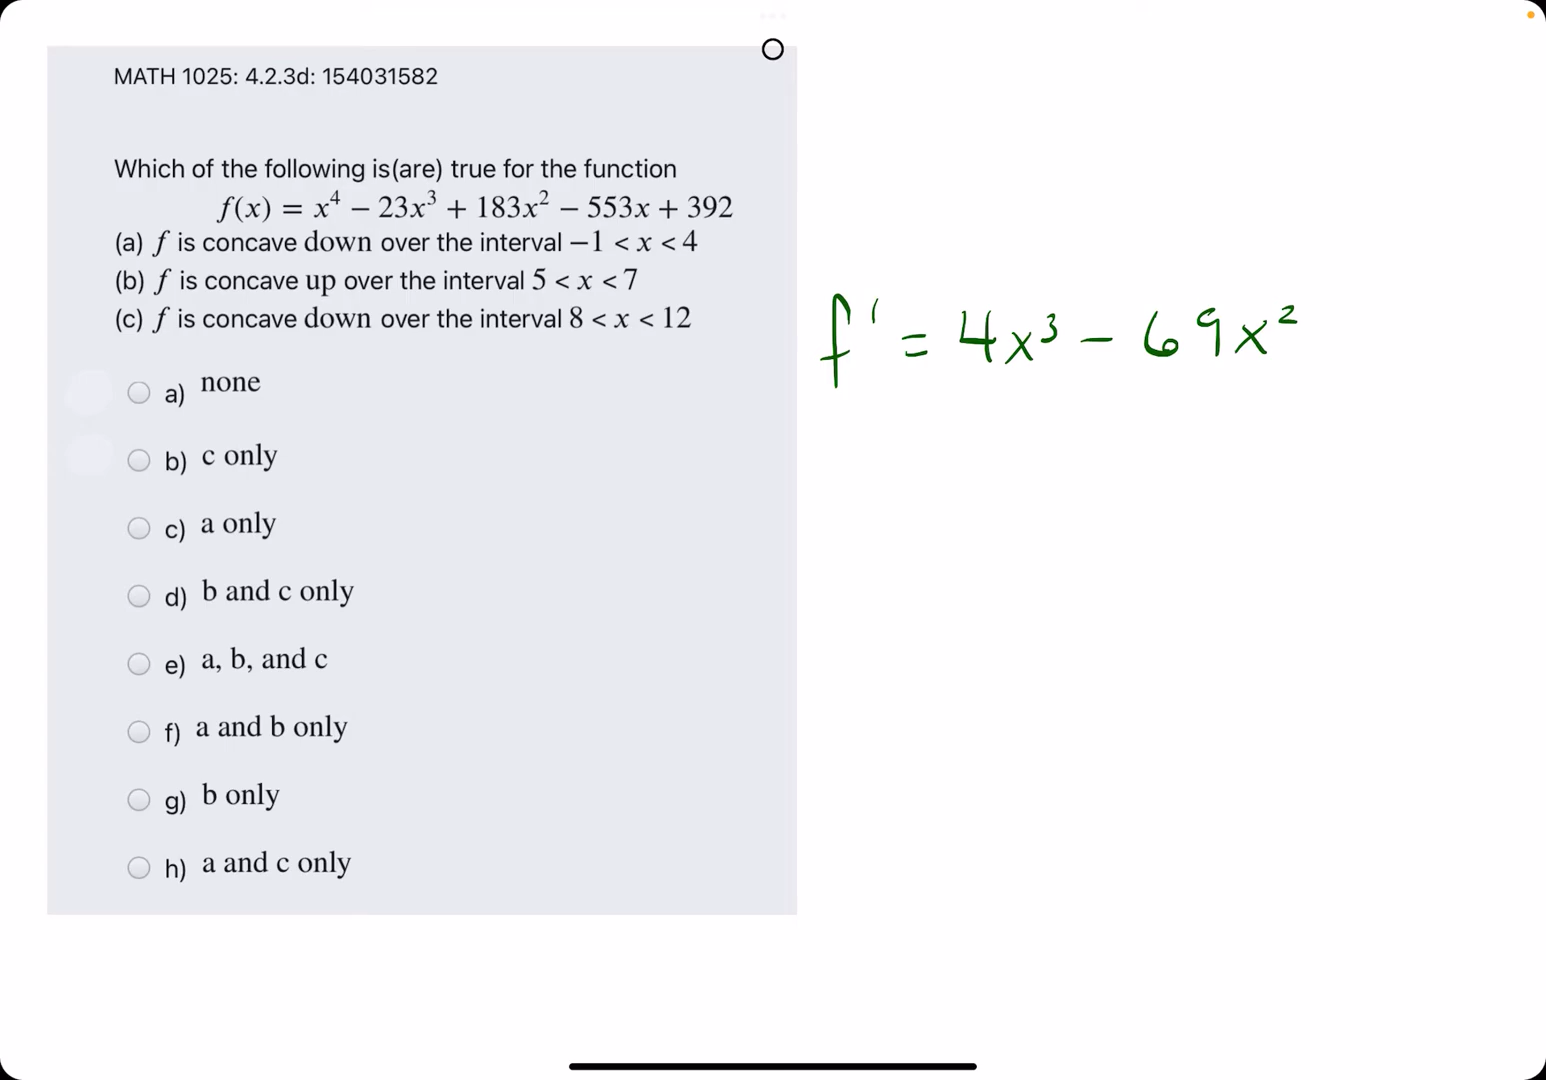 MATH 1025: 4.2.3d: 154031582
Which of the following is(are) true for the function
f(x) = x⁴ − 23x³ + 183x² − 553x + 392
(a) f is concave down over the interval −1 < x < 4
(b) f is concave up over the interval 5 < x < 7
(c) f is concave down over the interval 8 < x < 12
f' = 4x³ − 69x²
a) none
b) c only
c) a only
d) b and c only
e) a, b, and c
f) a and b only
g) b only
h) a and c only